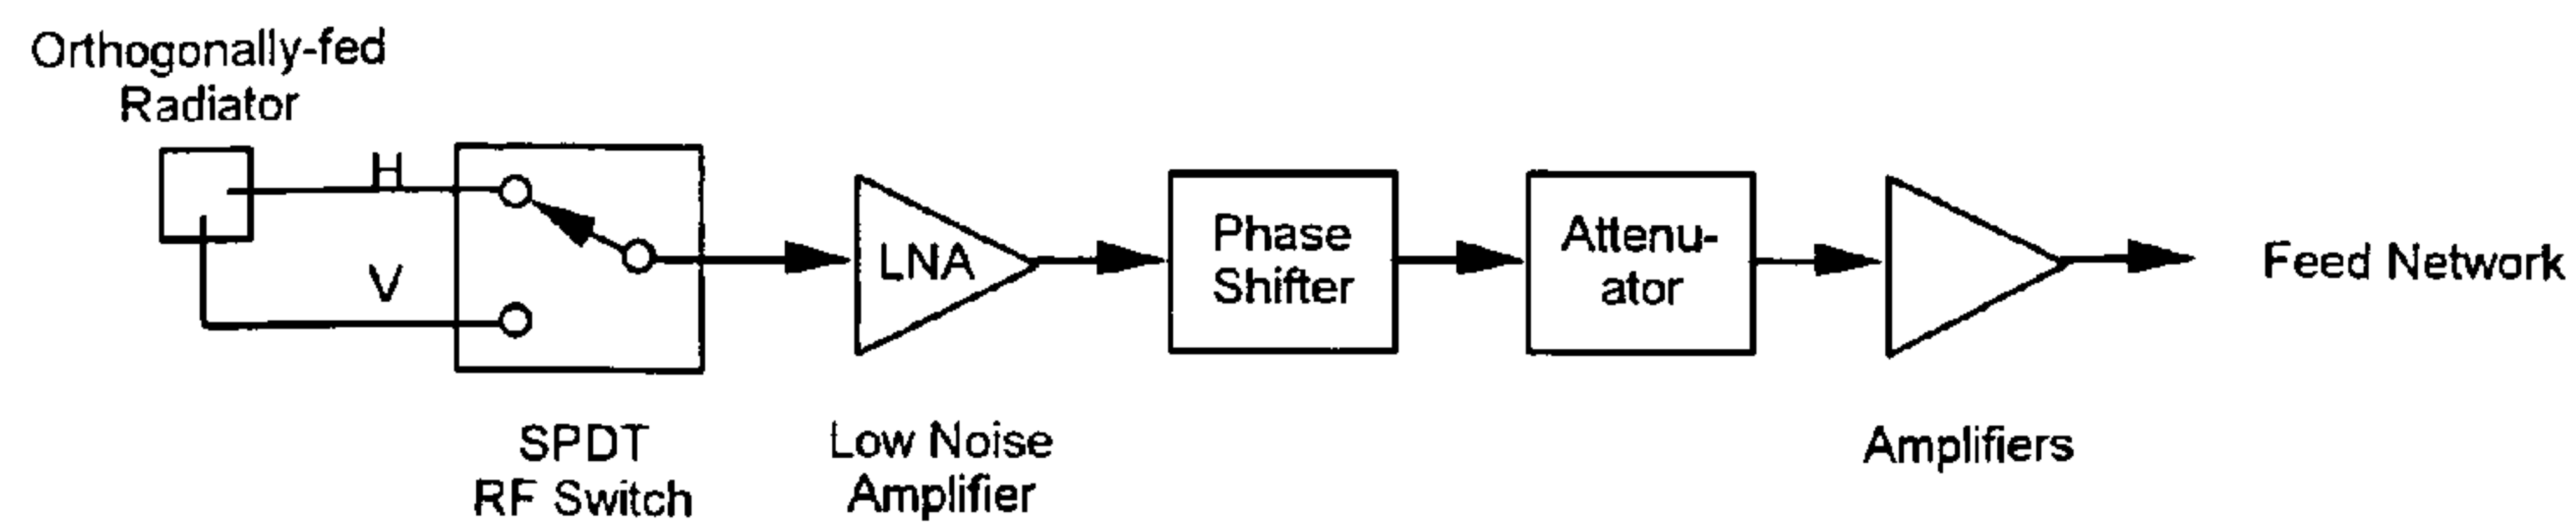 Orthogonally-fed
Radiator
H
V
LNA
Phase
Shifter
Attenu-
ator
Feed Network
SPDT
RF Switch
Low Noise
Amplifier
Amplifiers